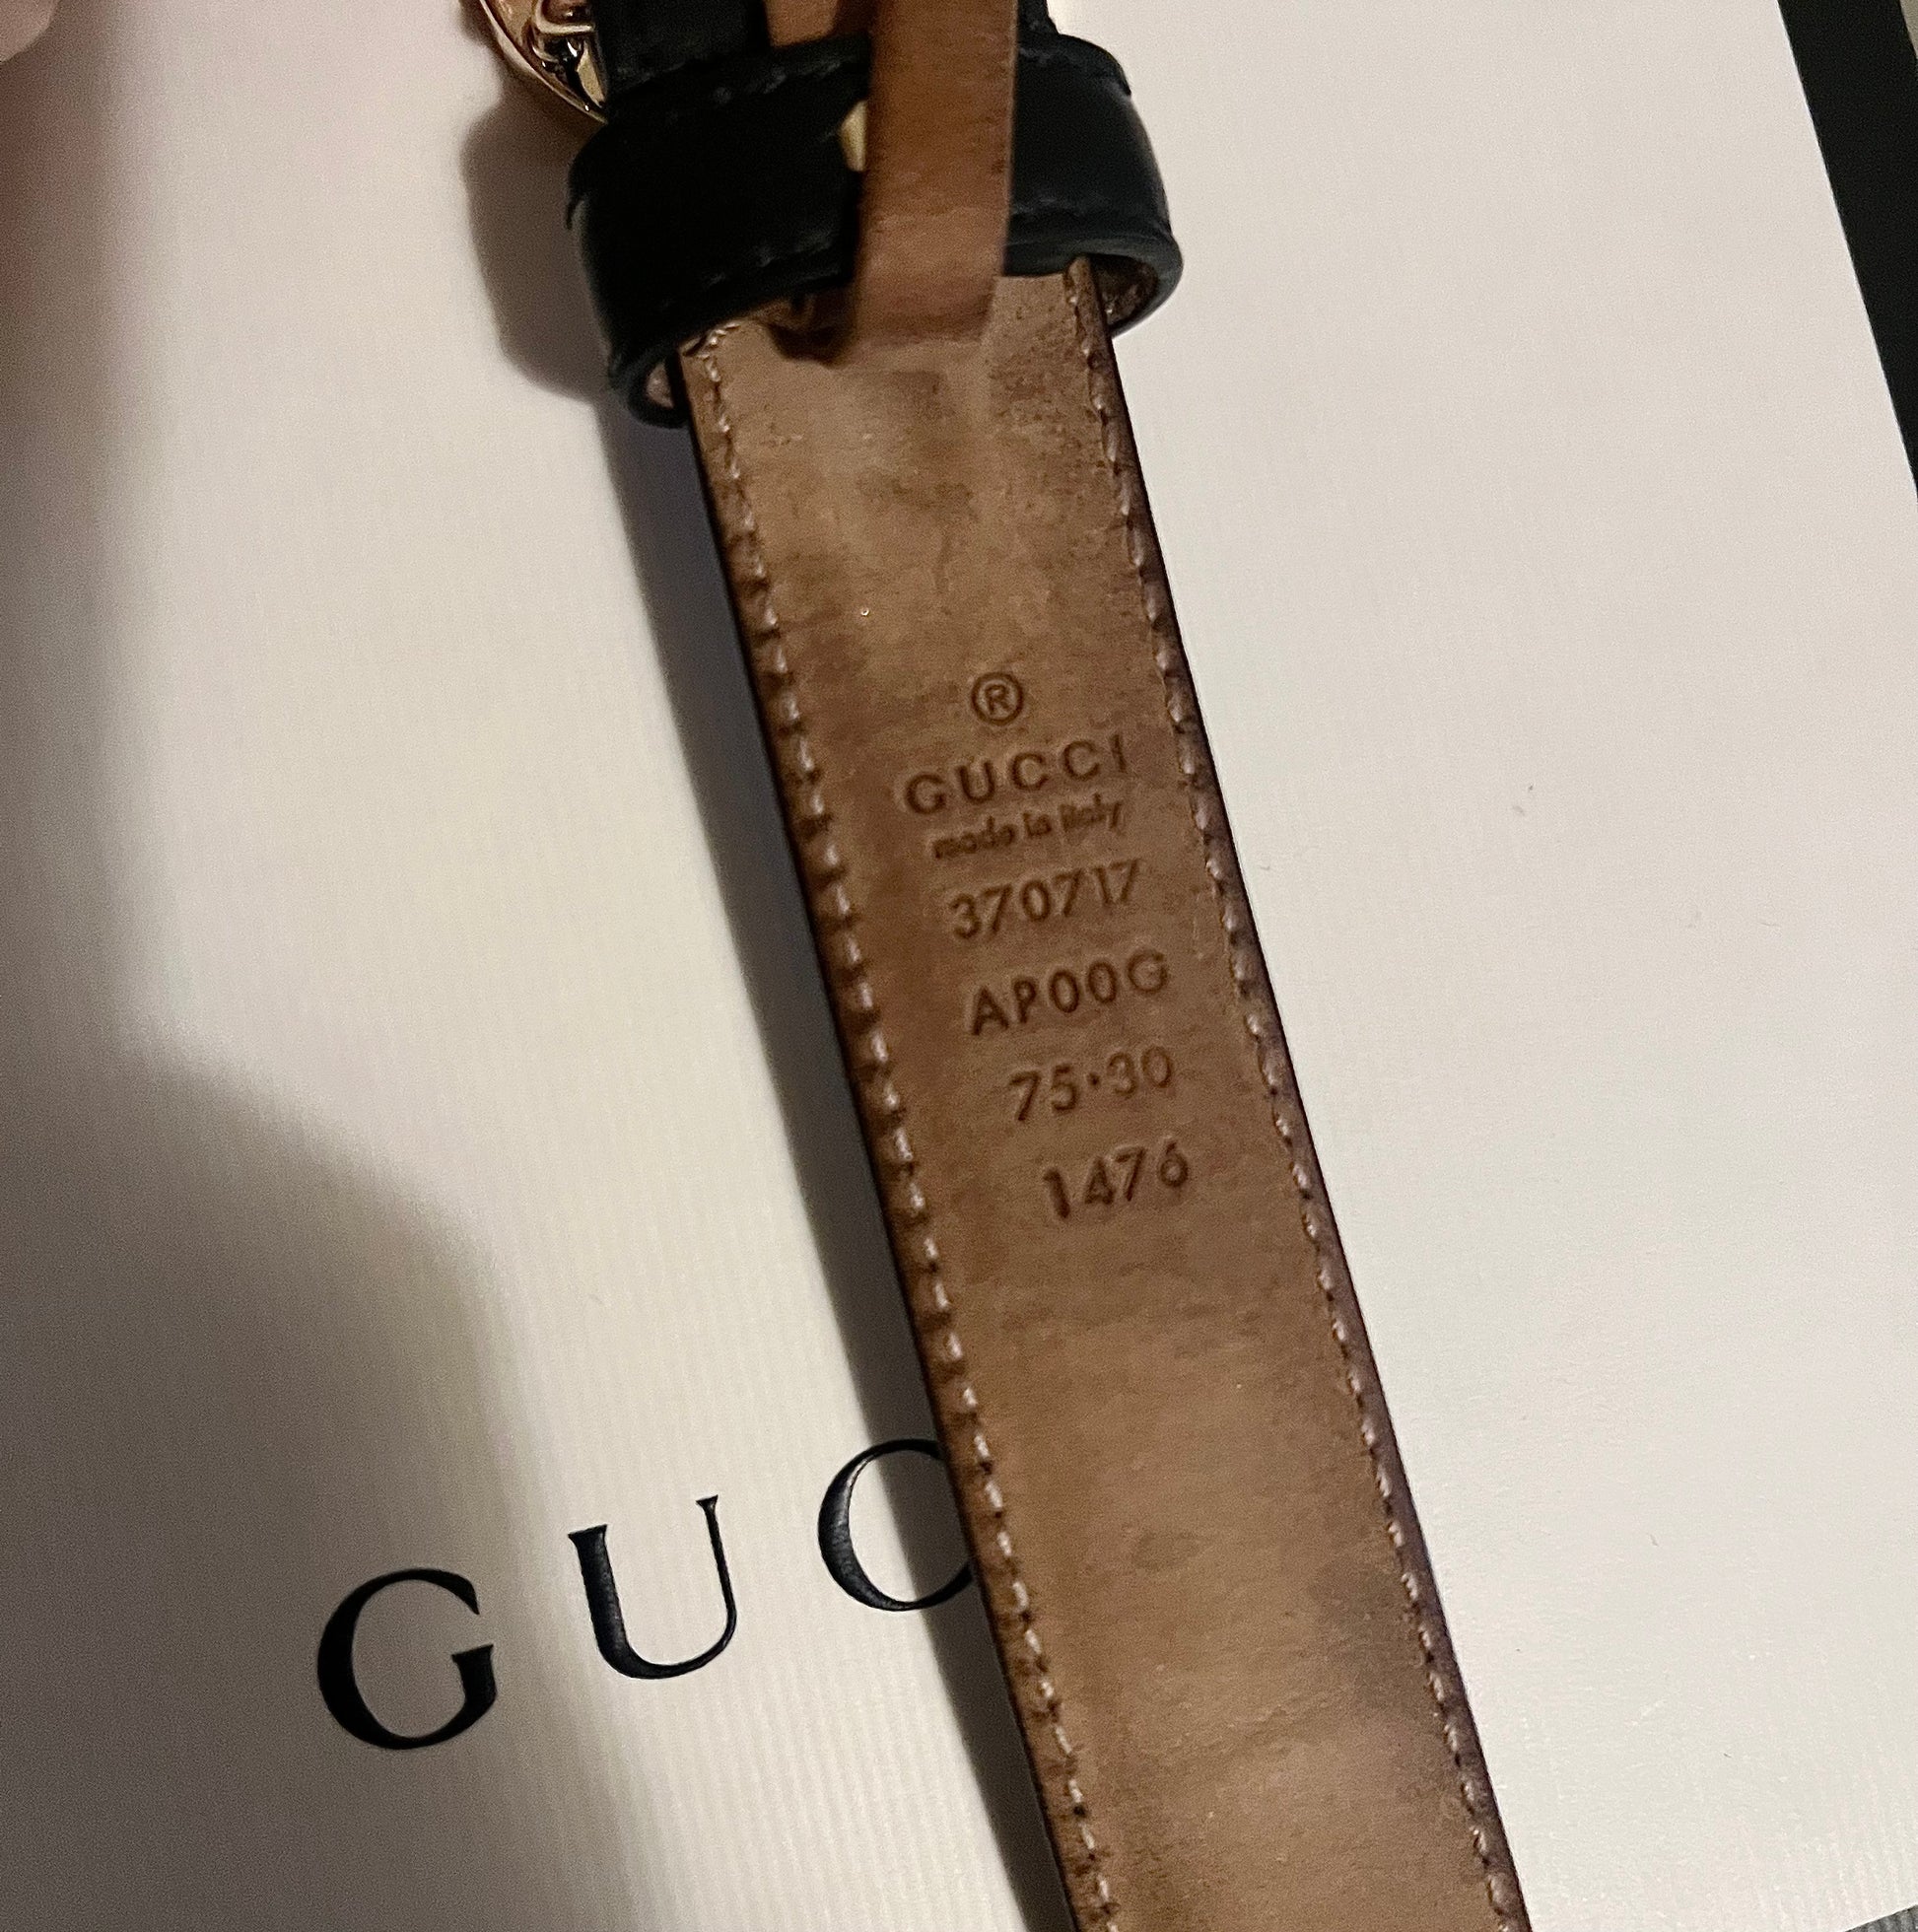 ®
GUCCI
made in italy
370717
AP00G
75·30
1476
GUC